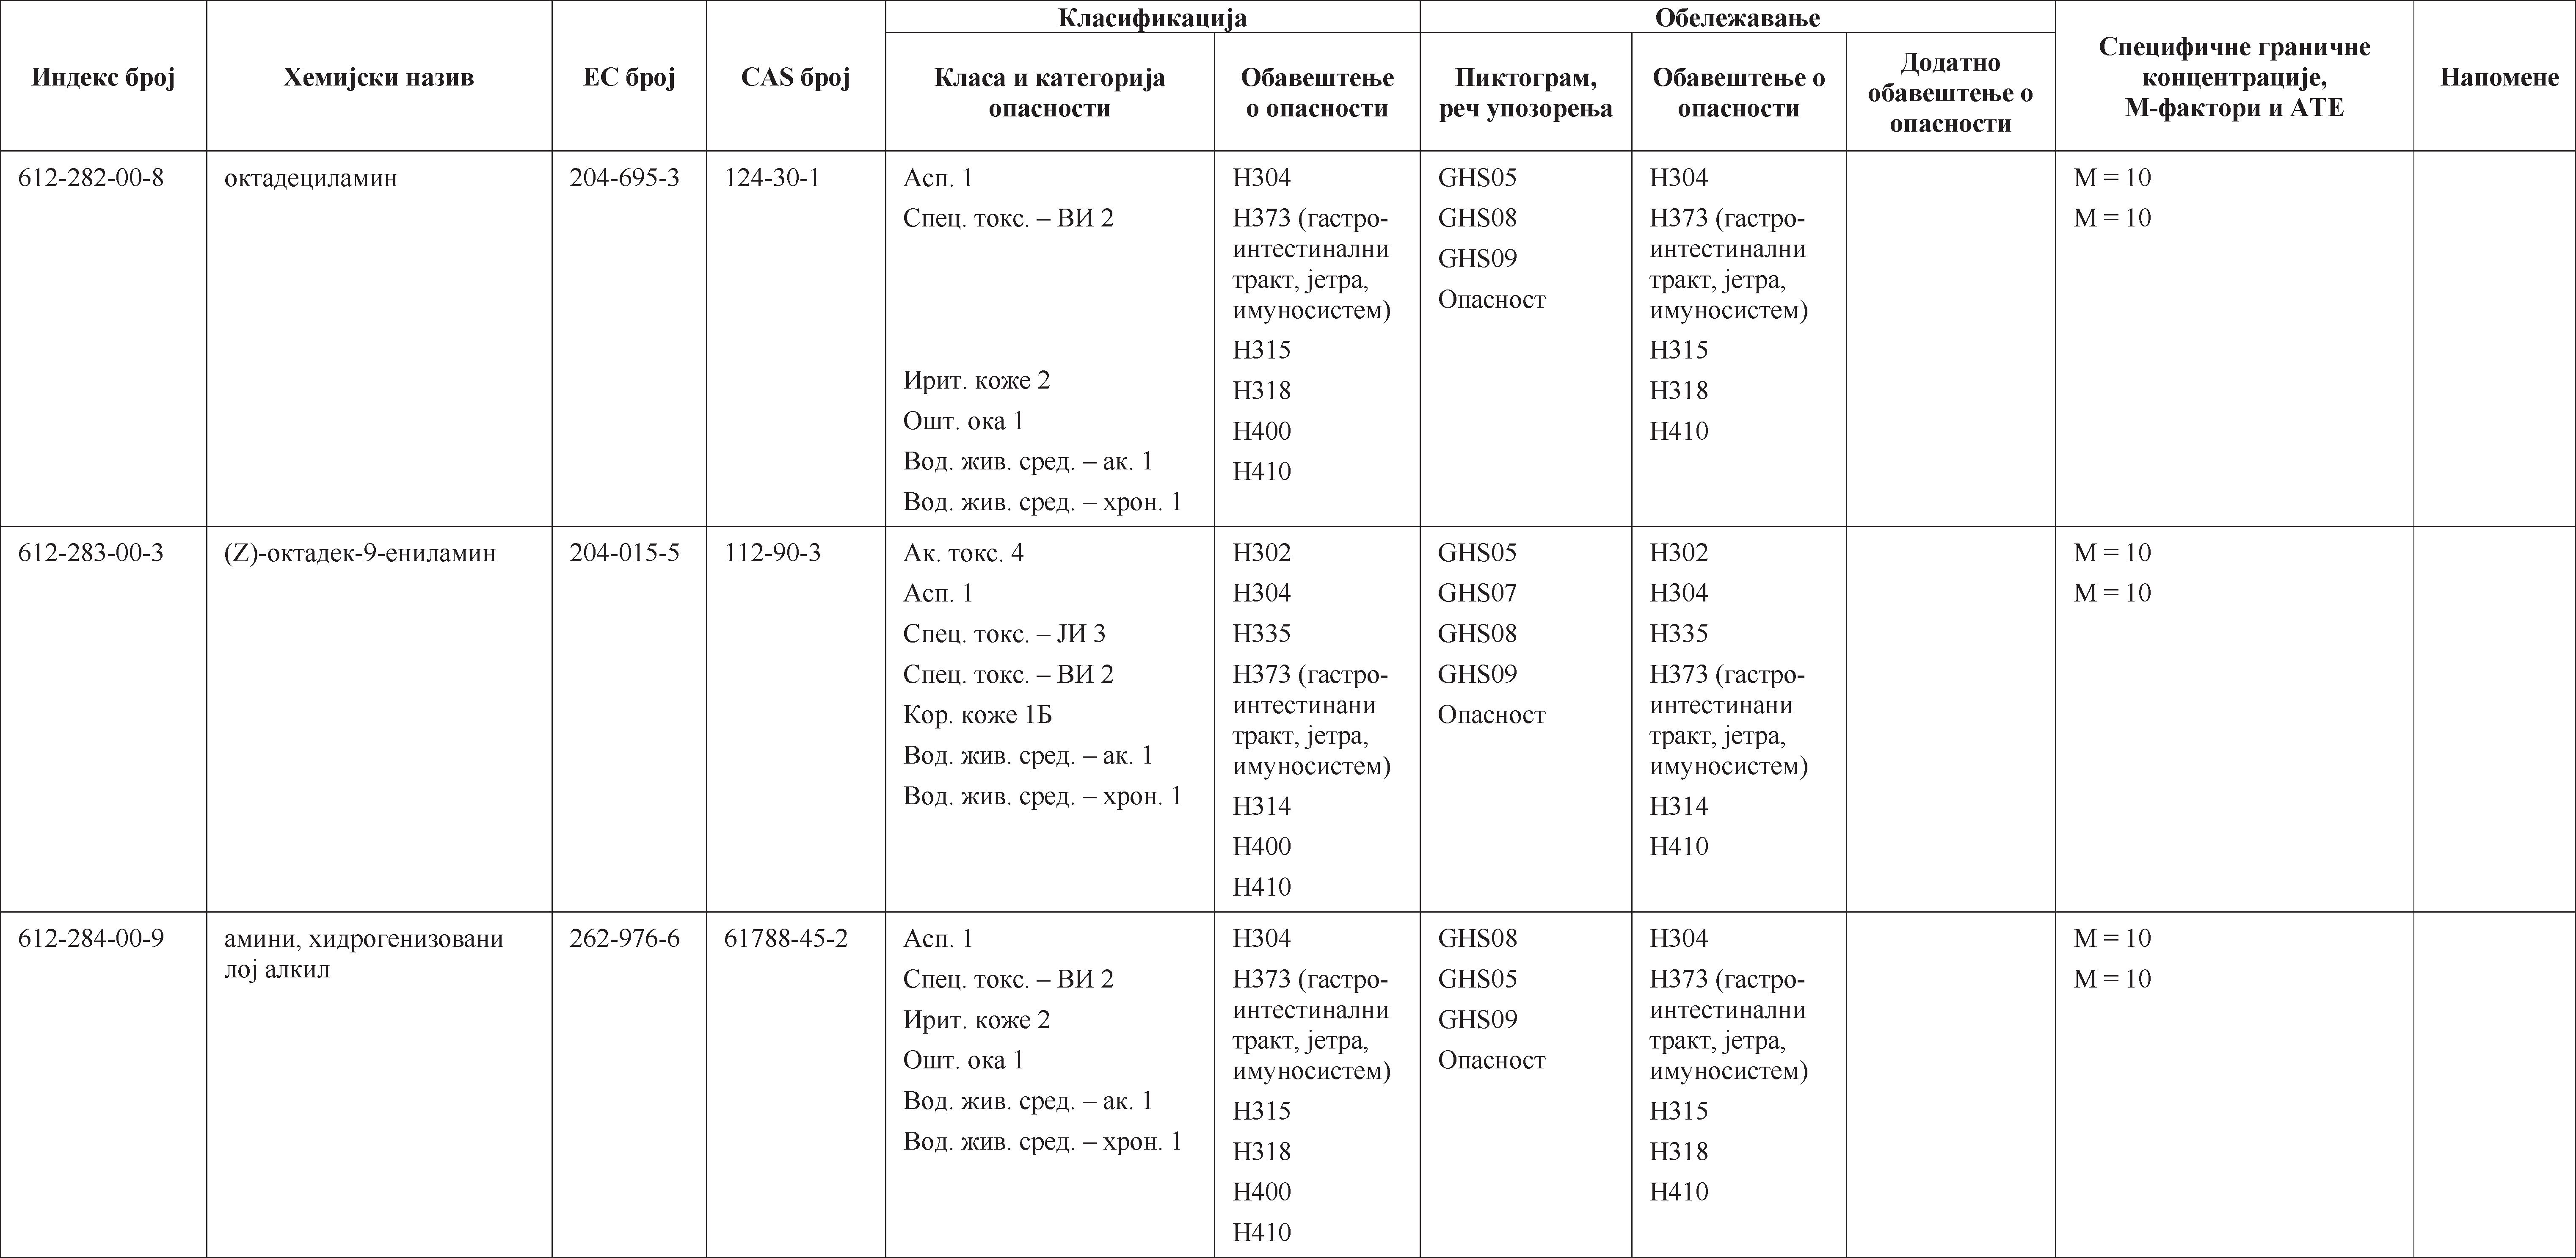 Индекс број
Хемијски назив
ЕС број
CAS број
Класификација
Обележавање
Класа и категорија
опасности
Обавештење
о опасности
Пиктограм,
реч упозорења
Обавештење о
опасности
Додатно
обавештење о
опасности
Специфичне граничне
концентрације,
М-фактори и АТЕ
Напомене
612-282-00-8
октадециламин
204-695-3
124-30-1
Асп. 1
Спец. токс. – ВИ 2
Ирит. коже 2
Ошт. ока 1
Вод. жив. сред. – ак. 1
Вод. жив. сред. – хрон. 1
H304
H373 (гастро-
интестинални
тракт, јетра,
имуносистем)
H315
H318
H400
H410
GHS05
GHS08
GHS09
Опасност
H304
H373 (гастро-
интестинални
тракт, јетра,
имуносистем)
H315
H318
H410
M = 10
M = 10
612-283-00-3
(Z)-октадек-9-ениламин
204-015-5
112-90-3
Ак. токс. 4
Асп. 1
Спец. токс. – ЈИ 3
Спец. токс. – ВИ 2
Кор. коже 1Б
Вод. жив. сред. – ак. 1
Вод. жив. сред. – хрон. 1
H302
H304
H335
H373 (гастро-
интестинани
тракт, јетра,
имуносистем)
H314
H400
H410
GHS05
GHS07
GHS08
GHS09
Опасност
H302
H304
H335
H373 (гастро-
интестинани
тракт, јетра,
имуносистем)
H314
H410
M = 10
M = 10
612-284-00-9
амини, хидрогенизовани
лој алкил
262-976-6
61788-45-2
Асп. 1
Спец. токс. – ВИ 2
Ирит. коже 2
Ошт. ока 1
Вод. жив. сред. – ак. 1
Вод. жив. сред. – хрон. 1
H304
H373 (гастро-
интестинални
тракт, јетра,
имуносистем)
H315
H318
H400
H410
GHS08
GHS05
GHS09
Опасност
H304
H373 (гастро-
интестинални
тракт, јетра,
имуносистем)
H315
H318
H410
M = 10
M = 10